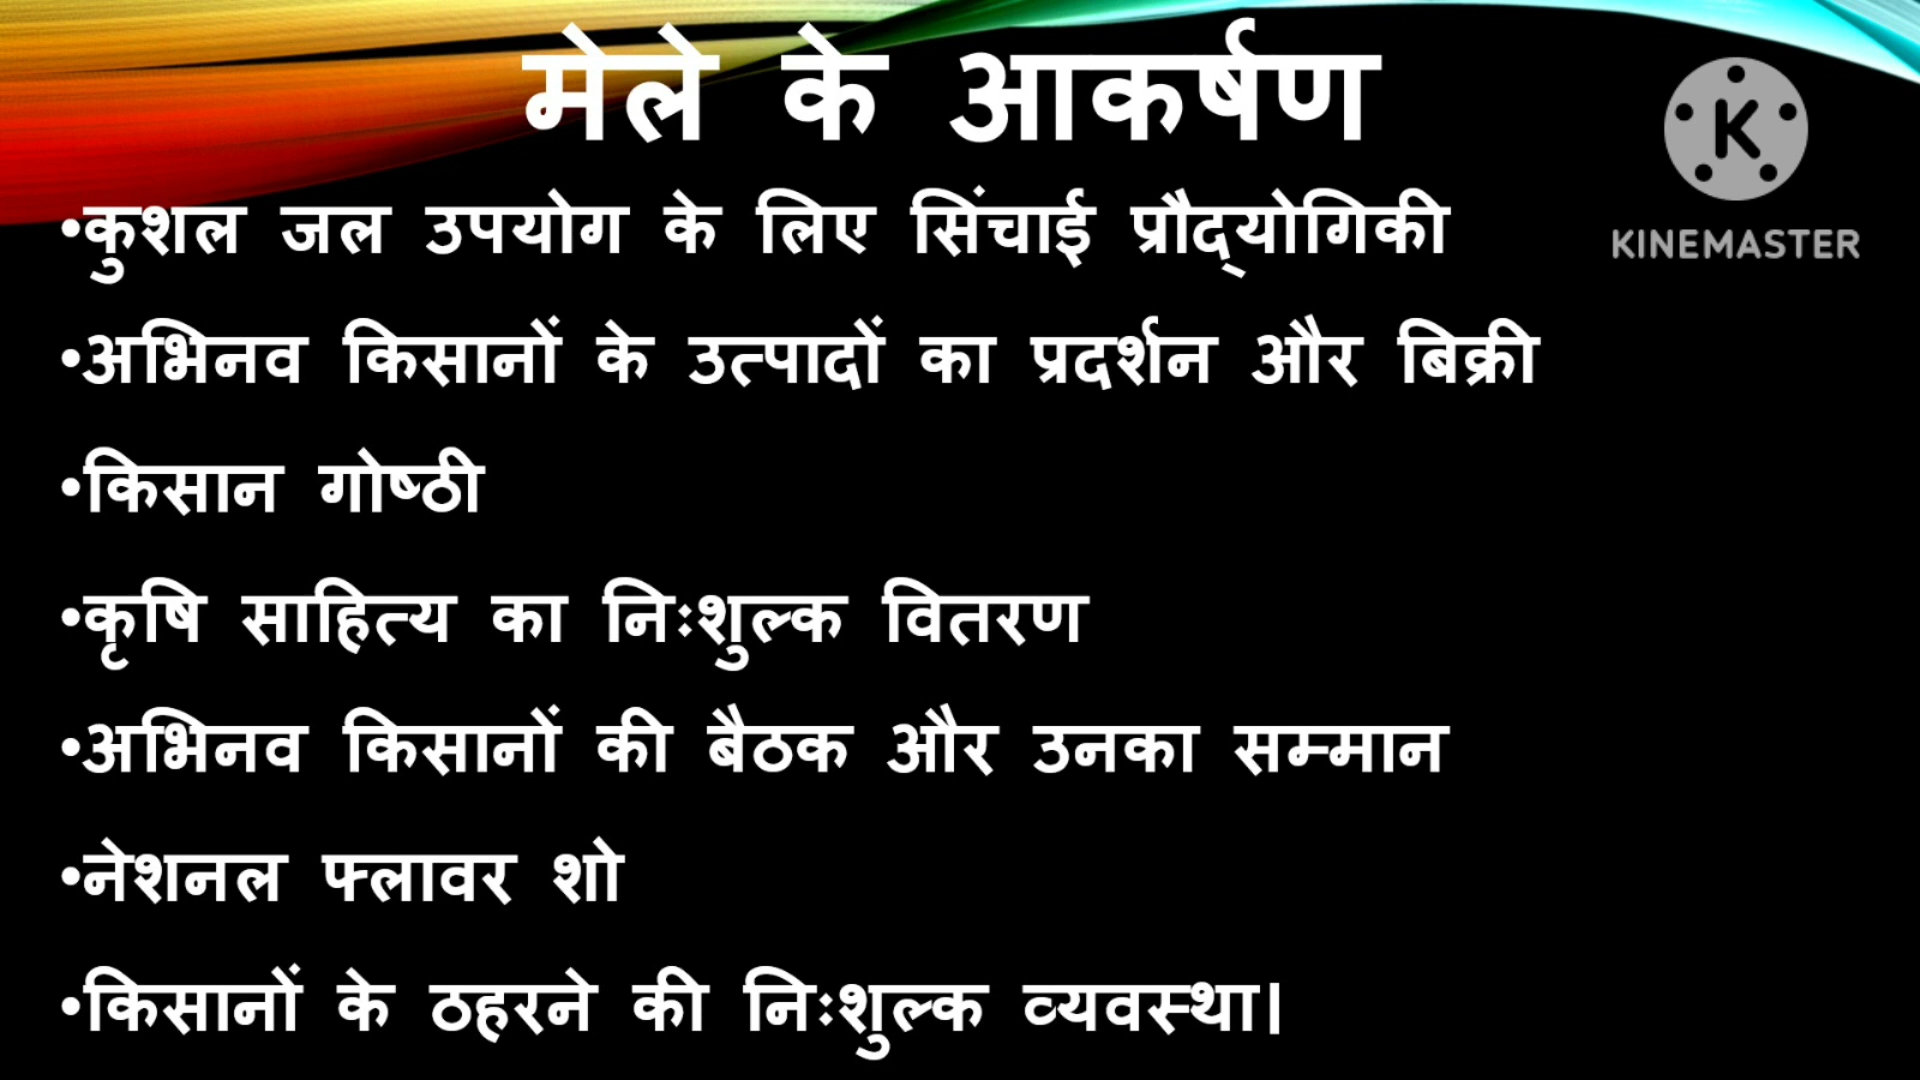 मेले के आकर्षण
•कुशल जल उपयोग के लिए सिंचाई प्रौद्योगिकी
•अभिनव किसानों के उत्पादों का प्रदर्शन और बिक्री
•किसान गोष्ठी
•कृषि साहित्य का निःशुल्क वितरण
•अभिनव किसानों की बैठक और उनका सम्मान
•नेशनल फ्लावर शो
•किसानों के ठहरने की निःशुल्क व्यवस्था।
K
KINEMASTER